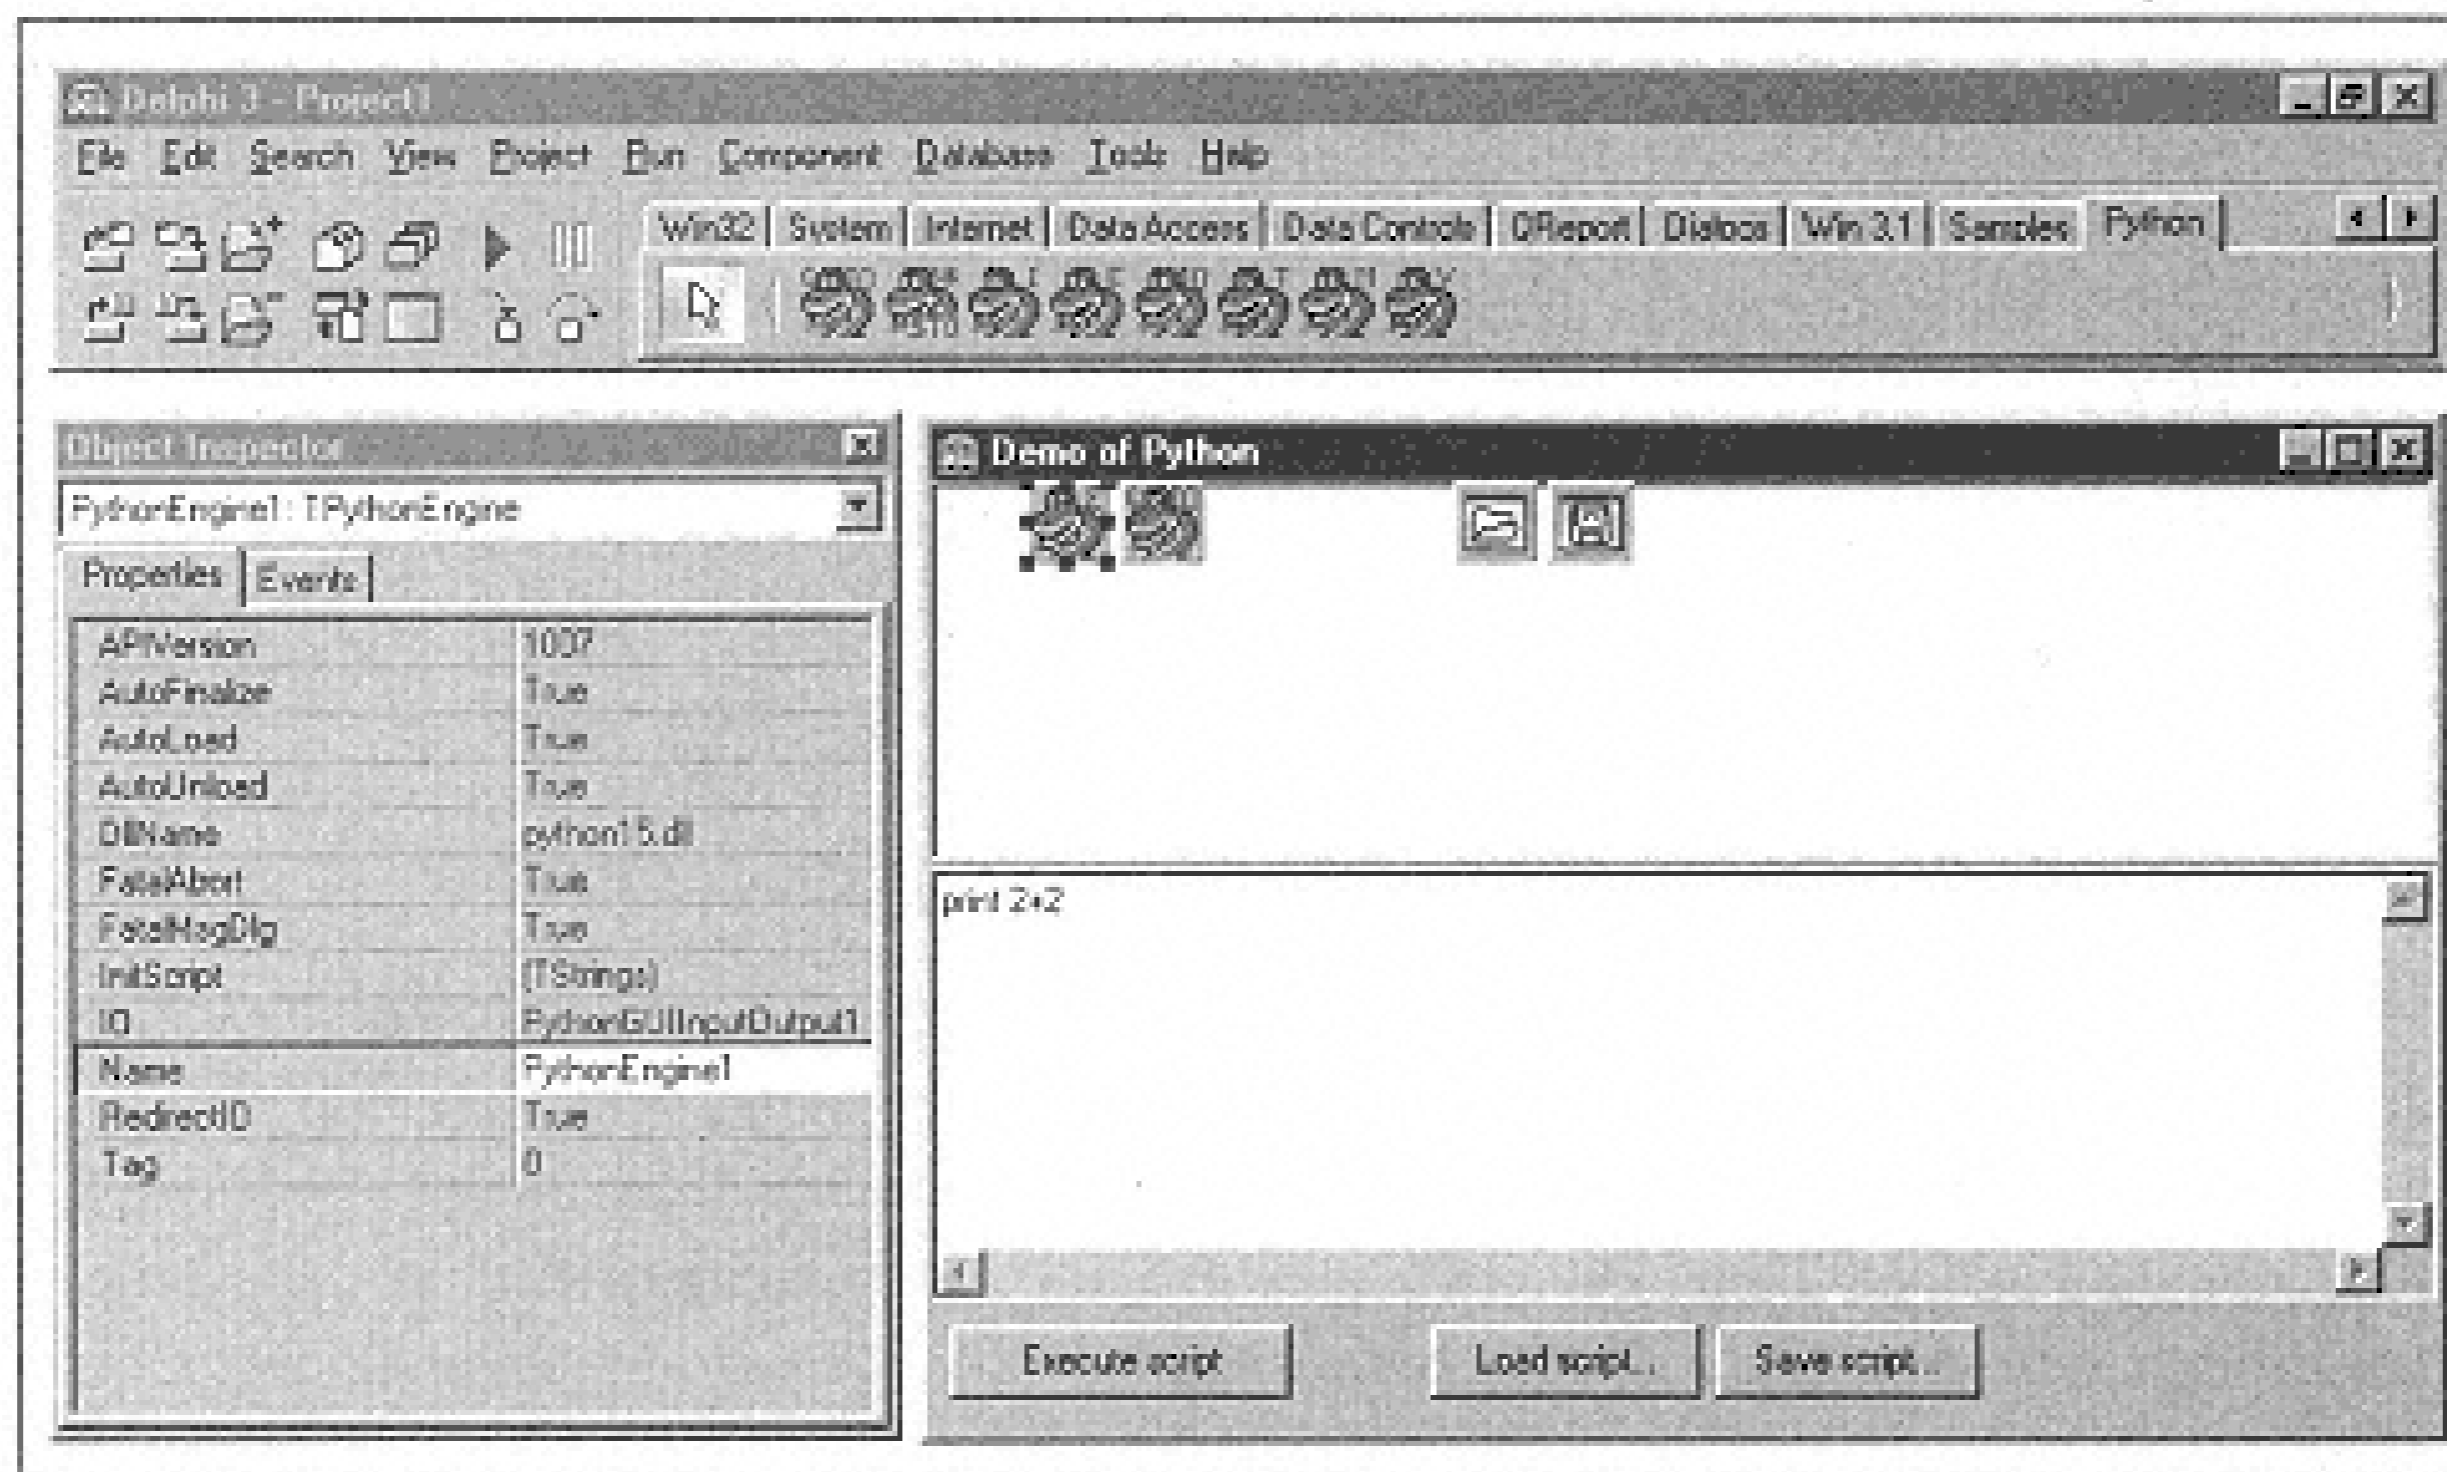 Delphi 3 - Project1
File Edit Search View Project Run Component Database Tools Help
Win32 System Internet Data Access Data Controls QReport Dialogs Win 3.1 Samples Python
Object Inspector
PythonEngine1: TPythonEngine
Properties Events
APIVersion 1007
AutoFinalize True
AutoLoad True
AutoUnload True
DllName python15.dll
FatalAbort True
FatalMsgDlg True
InitScript (TStrings)
IO PythonGUIInputOutput1
Name PythonEngine1
RedirectIO True
Tag 0
Demo of Python
print 2+2
Execute script Load script... Save script...